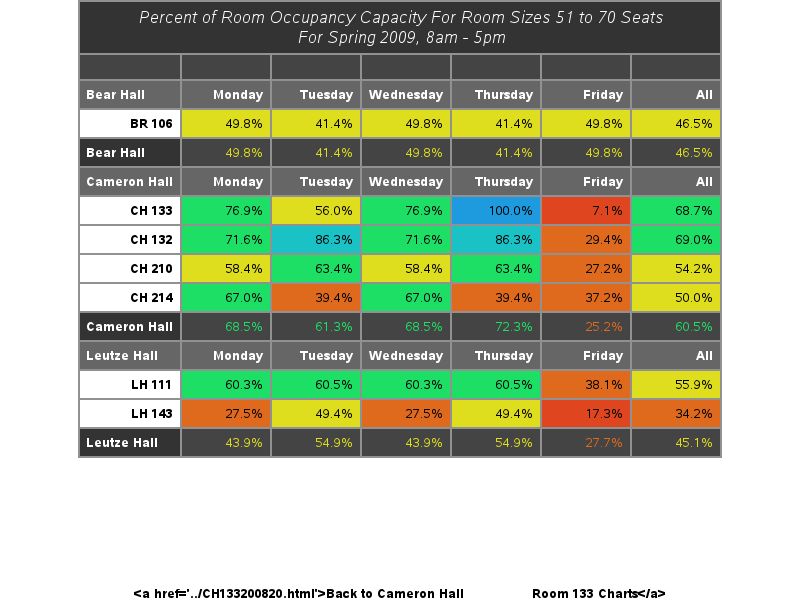 Percent of Room Occupancy Capacity For Room Sizes 51 to 70 Seats
For Spring 2009, 8am - 5pm
Bear Hall Monday Tuesday Wednesday Thursday Friday All
BR 106 49.8% 41.4% 49.8% 41.4% 49.8% 46.5%
Bear Hall 49.8% 41.4% 49.8% 41.4% 49.8% 46.5%
Cameron Hall Monday Tuesday Wednesday Thursday Friday All
CH 133 76.9% 56.0% 76.9% 100.0% 7.1% 68.7%
CH 132 71.6% 86.3% 71.6% 86.3% 29.4% 69.0%
CH 210 58.4% 63.4% 58.4% 63.4% 27.2% 54.2%
CH 214 67.0% 39.4% 67.0% 39.4% 37.2% 50.0%
Cameron Hall 68.5% 61.3% 68.5% 72.3% 25.2% 60.5%
Leutze Hall Monday Tuesday Wednesday Thursday Friday All
LH 111 60.3% 60.5% 60.3% 60.5% 38.1% 55.9%
LH 143 27.5% 49.4% 27.5% 49.4% 17.3% 34.2%
Leutze Hall 43.9% 54.9% 43.9% 54.9% 27.7% 45.1%
<a href='../CH133200820.html'>Back to Cameron Hall Room 133 Charts</a>